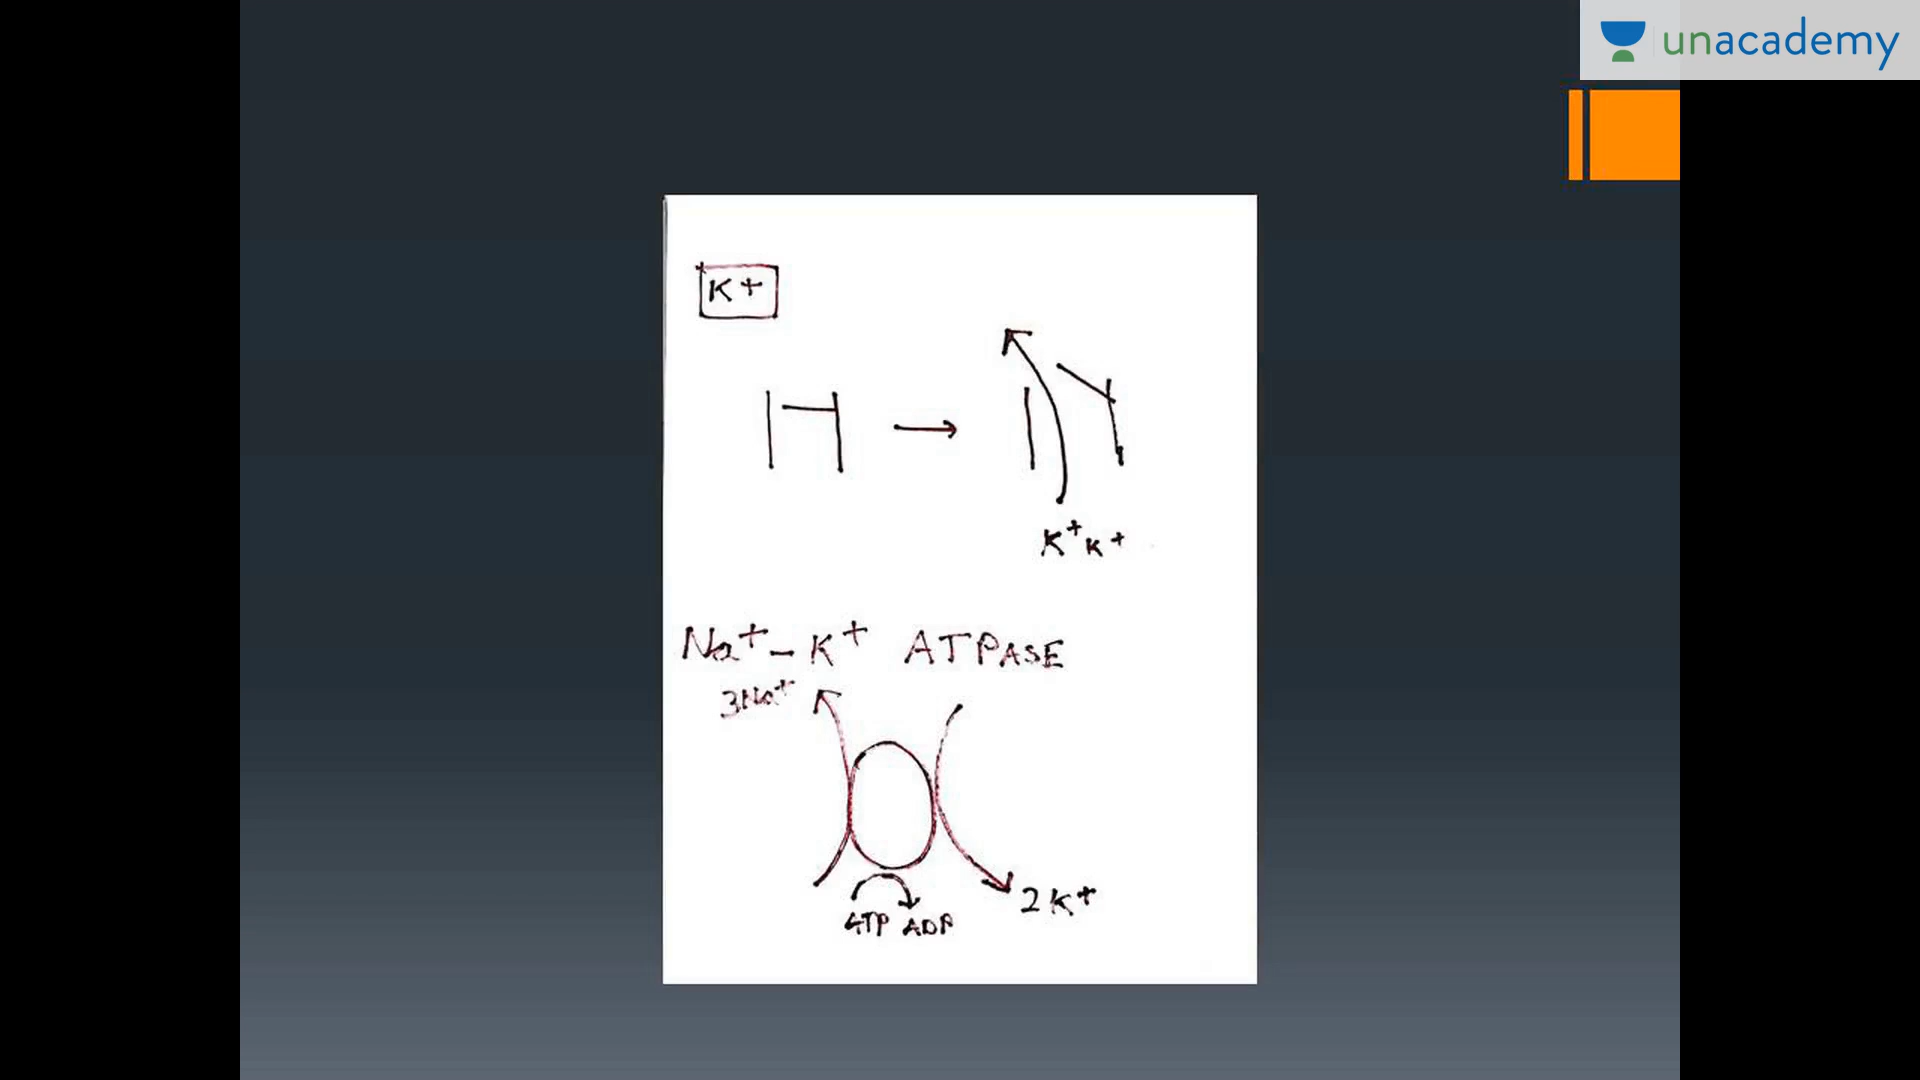 unacademy
K+
K+ K+
Na+ - K+ ATPASE
3Na+
2K+
ATP ADP